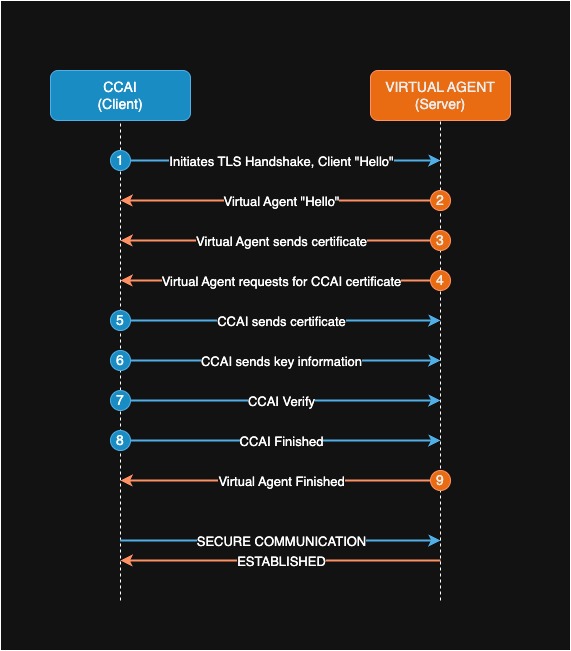 CCAI
(Client)
VIRTUAL AGENT
(Server)
1
Initiates TLS Handshake, Client "Hello"
Virtual Agent "Hello"
2
Virtual Agent sends certificate
3
Virtual Agent requests for CCAI certificate
4
5
CCAI sends certificate
6
CCAI sends key information
7
CCAI Verify
8
CCAI Finished
Virtual Agent Finished
9
SECURE COMMUNICATION
ESTABLISHED